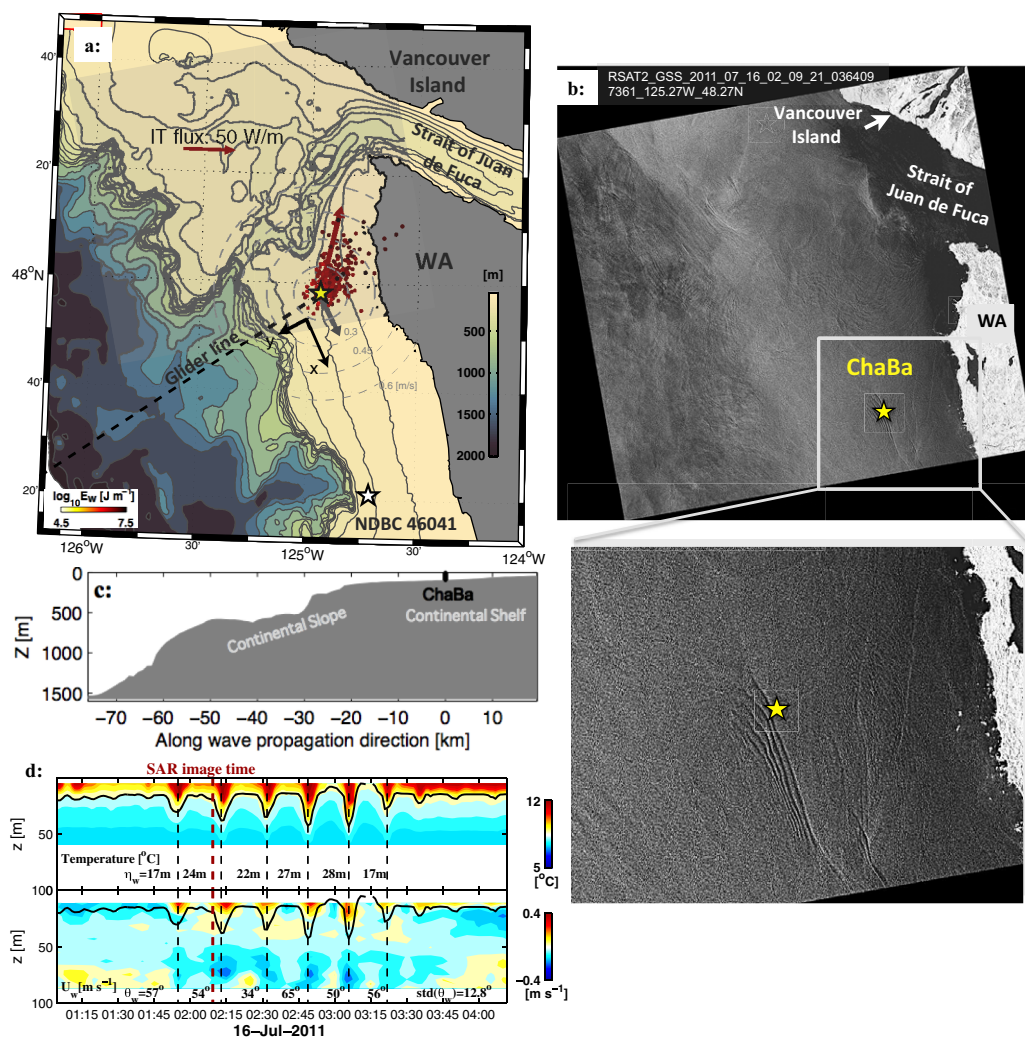 a:
40'
20'
48°N
40'
20'
126°W
30'
125°W
30'
124°W
Vancouver
Island
IT flux: 50 W/m
Strait of Juan
de Fuca
WA
[m]
500
1000
1500
2000
0.3
0.45
0.6 [m/s]
y
x
Glider line
log10EW [J m−1]
4.5
7.5
NDBC 46041
b:
RSAT2_GSS_2011_07_16_02_09_21_036409
7361_125.27W_48.27N
Vancouver
Island
Strait of
Juan de Fuca
WA
ChaBa
c:
0
500
1000
1500
Z [m]
ChaBa
Continental Slope
Continental Shelf
−70
−60
−50
−40
−30
−20
−10
0
10
Along wave propagation direction [km]
d:
SAR image time
z [m]
50
100
Temperature [°C]
ηw=17m
24m
22m
27m
28m
17m
12
5
[°C]
z [m]
50
100
Uw[m s−1]
θw=57°
54°
34°
65°
50°
56°
std(θw)=12.8°
0.4
−0.4
[m s−1]
01:15 01:30 01:45 02:00 02:15 02:30 02:45 03:00 03:15 03:30 03:45 04:00
16−Jul−2011